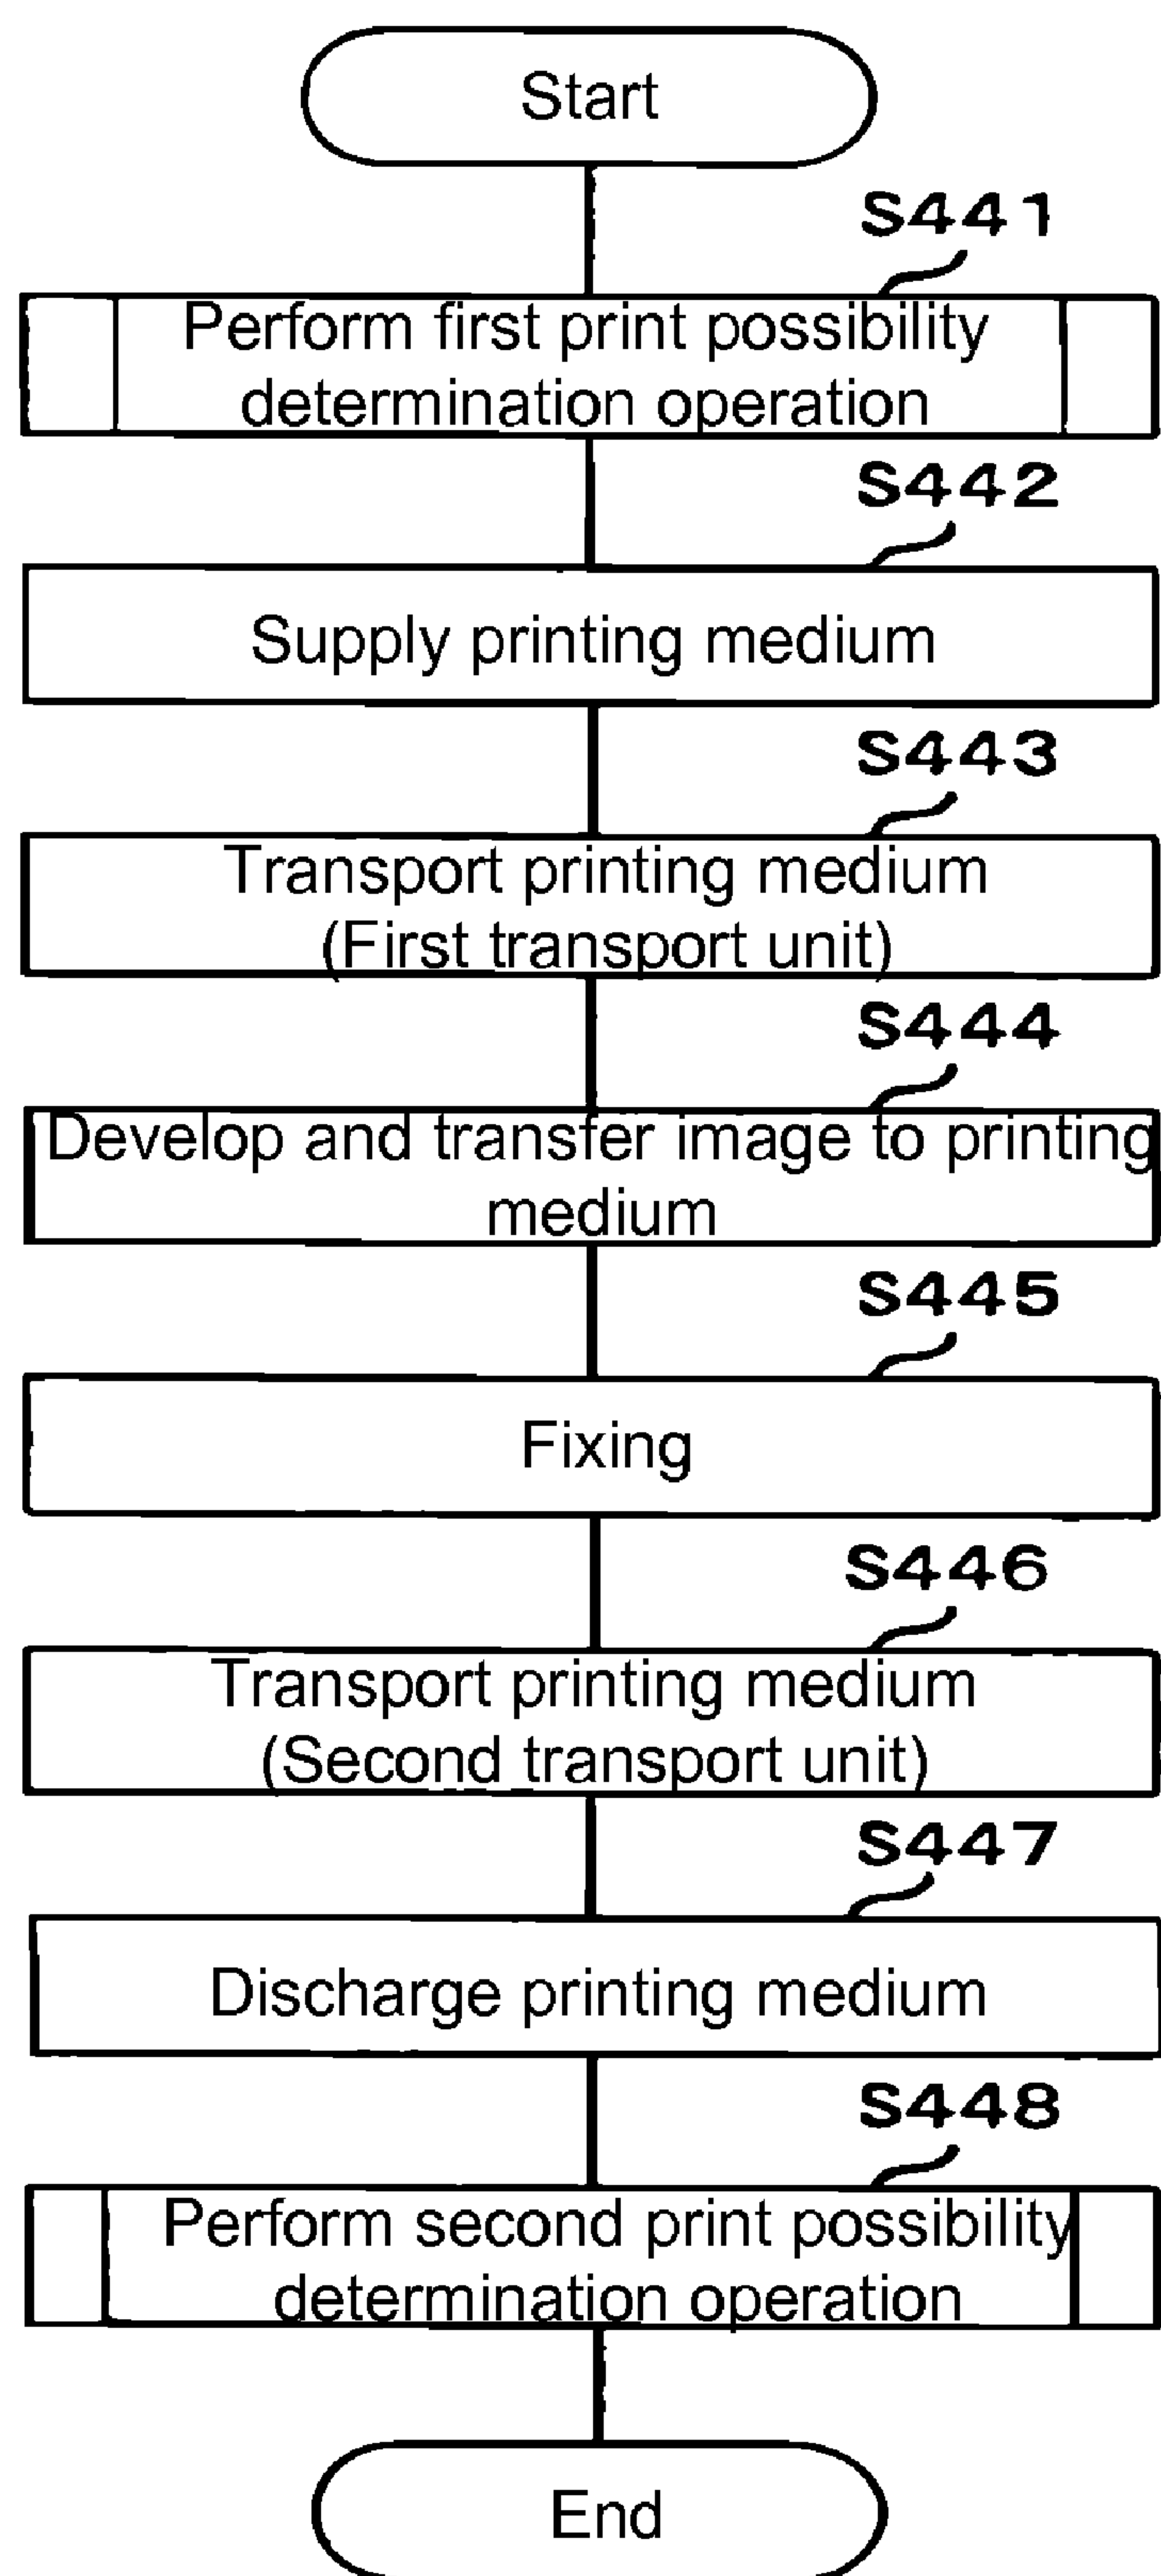 Start
S441
Perform first print possibility
determination operation
S442
Supply printing medium
S443
Transport printing medium
(First transport unit)
S444
Develop and transfer image to printing
medium
S445
Fixing
S446
Transport printing medium
(Second transport unit)
S447
Discharge printing medium
S448
Perform second print possibility
determination operation
End